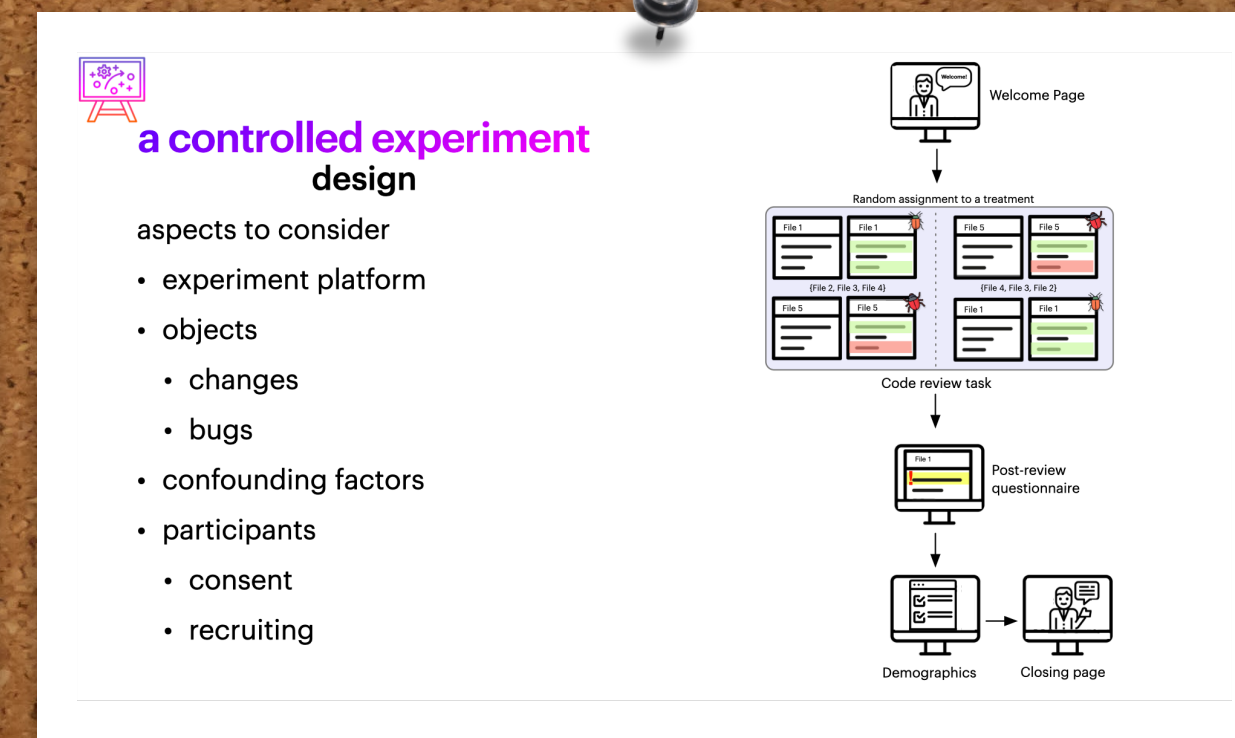 a controlled experiment
design
aspects to consider
• experiment platform
• objects
• changes
• bugs
• confounding factors
• participants
• consent
• recruiting
Welcome!
Welcome Page
Random assignment to a treatment
File 1
File 1
File 5
File 5
{File 2, File 3, File 4}
{File 4, File 3, File 2}
File 5
File 5
File 1
File 1
Code review task
File 1
!
Post-review
questionnaire
Demographics
Closing page